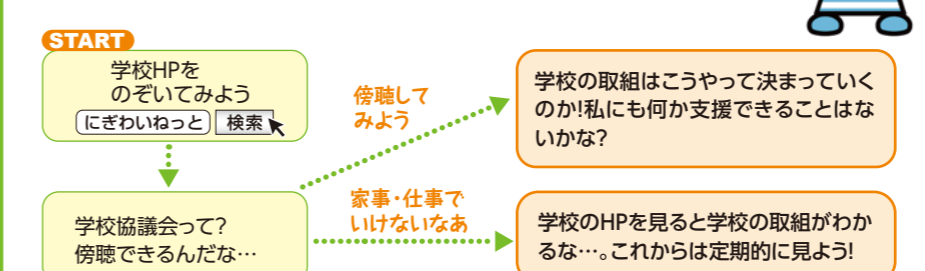 START
学校HPを
のぞいてみよう
にぎわいねっと 検索
傍聴して
みよう
学校の取組はこうやって決まっていく
のか!私にも何か支援できることはな
いかな?
学校協議会って?
傍聴できるんだな…
家事・仕事で
いけないなあ
学校のHPを見ると学校の取組がわか
るな…。これからは定期的に見よう!